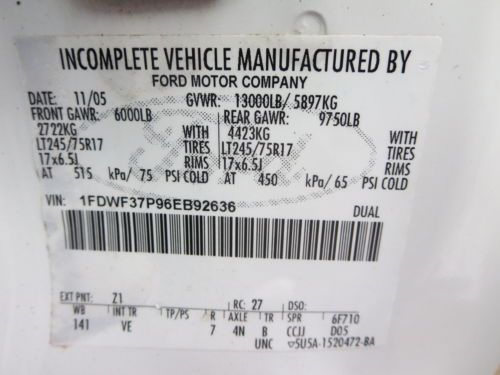 INCOMPLETE VEHICLE MANUFACTURED BY
FORD MOTOR COMPANY
DATE: 11/05 GVWR: 13000LB/ 5897KG
FRONT GAWR: 6000LB REAR GAWR: 9750LB
2722KG WITH 4423KG WITH
LT245/75R17 TIRES LT245/75R17 TIRES
17x6.5J RIMS 17x6.5J RIMS
AT 515 kPa/ 75 PSI COLD AT 450 kPa/ 65 PSI COLD
VIN: 1FDWF37P96EB92636 DUAL
EXT PNT: Z1 RC: 27 DSO:
WB INT TR TP/PS R AXLE TR SPR 6F710
141 VE 7 4N B CCJJ D05
UNC ▽5U5A-1520472-BA